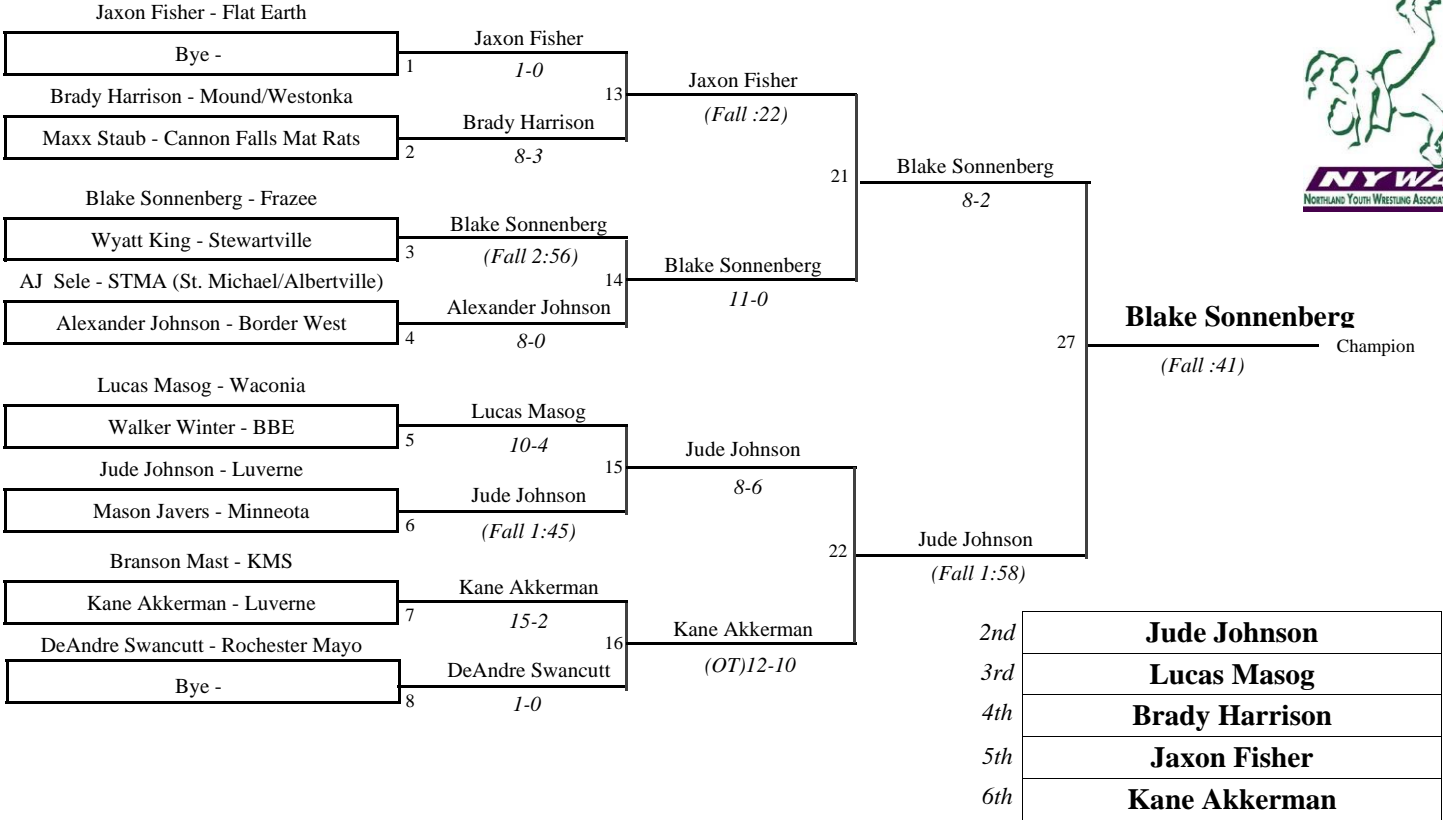 Jaxon Fisher - Flat Earth
Bye -
1
Jaxon Fisher
1-0
Brady Harrison - Mound/Westonka
Maxx Staub - Cannon Falls Mat Rats
2
Brady Harrison
8-3
13
Jaxon Fisher
(Fall :22)
Blake Sonnenberg - Frazee
Wyatt King - Stewartville
3
Blake Sonnenberg
(Fall 2:56)
AJ Sele - STMA (St. Michael/Albertville)
Alexander Johnson - Border West
4
Alexander Johnson
8-0
14
Blake Sonnenberg
11-0
21
Blake Sonnenberg
8-2
Lucas Masog - Waconia
Walker Winter - BBE
5
Lucas Masog
10-4
Jude Johnson - Luverne
Mason Javers - Minneota
6
Jude Johnson
(Fall 1:45)
15
Jude Johnson
8-6
Branson Mast - KMS
Kane Akkerman - Luverne
7
Kane Akkerman
15-2
DeAndre Swancutt - Rochester Mayo
Bye -
8
DeAndre Swancutt
1-0
16
Kane Akkerman
(OT)12-10
22
Jude Johnson
(Fall 1:58)
27
Blake Sonnenberg
Champion
(Fall :41)
NYWA
NORTHLAND YOUTH WRESTLING
2nd Jude Johnson
3rd Lucas Masog
4th Brady Harrison
5th Jaxon Fisher
6th Kane Akkerman